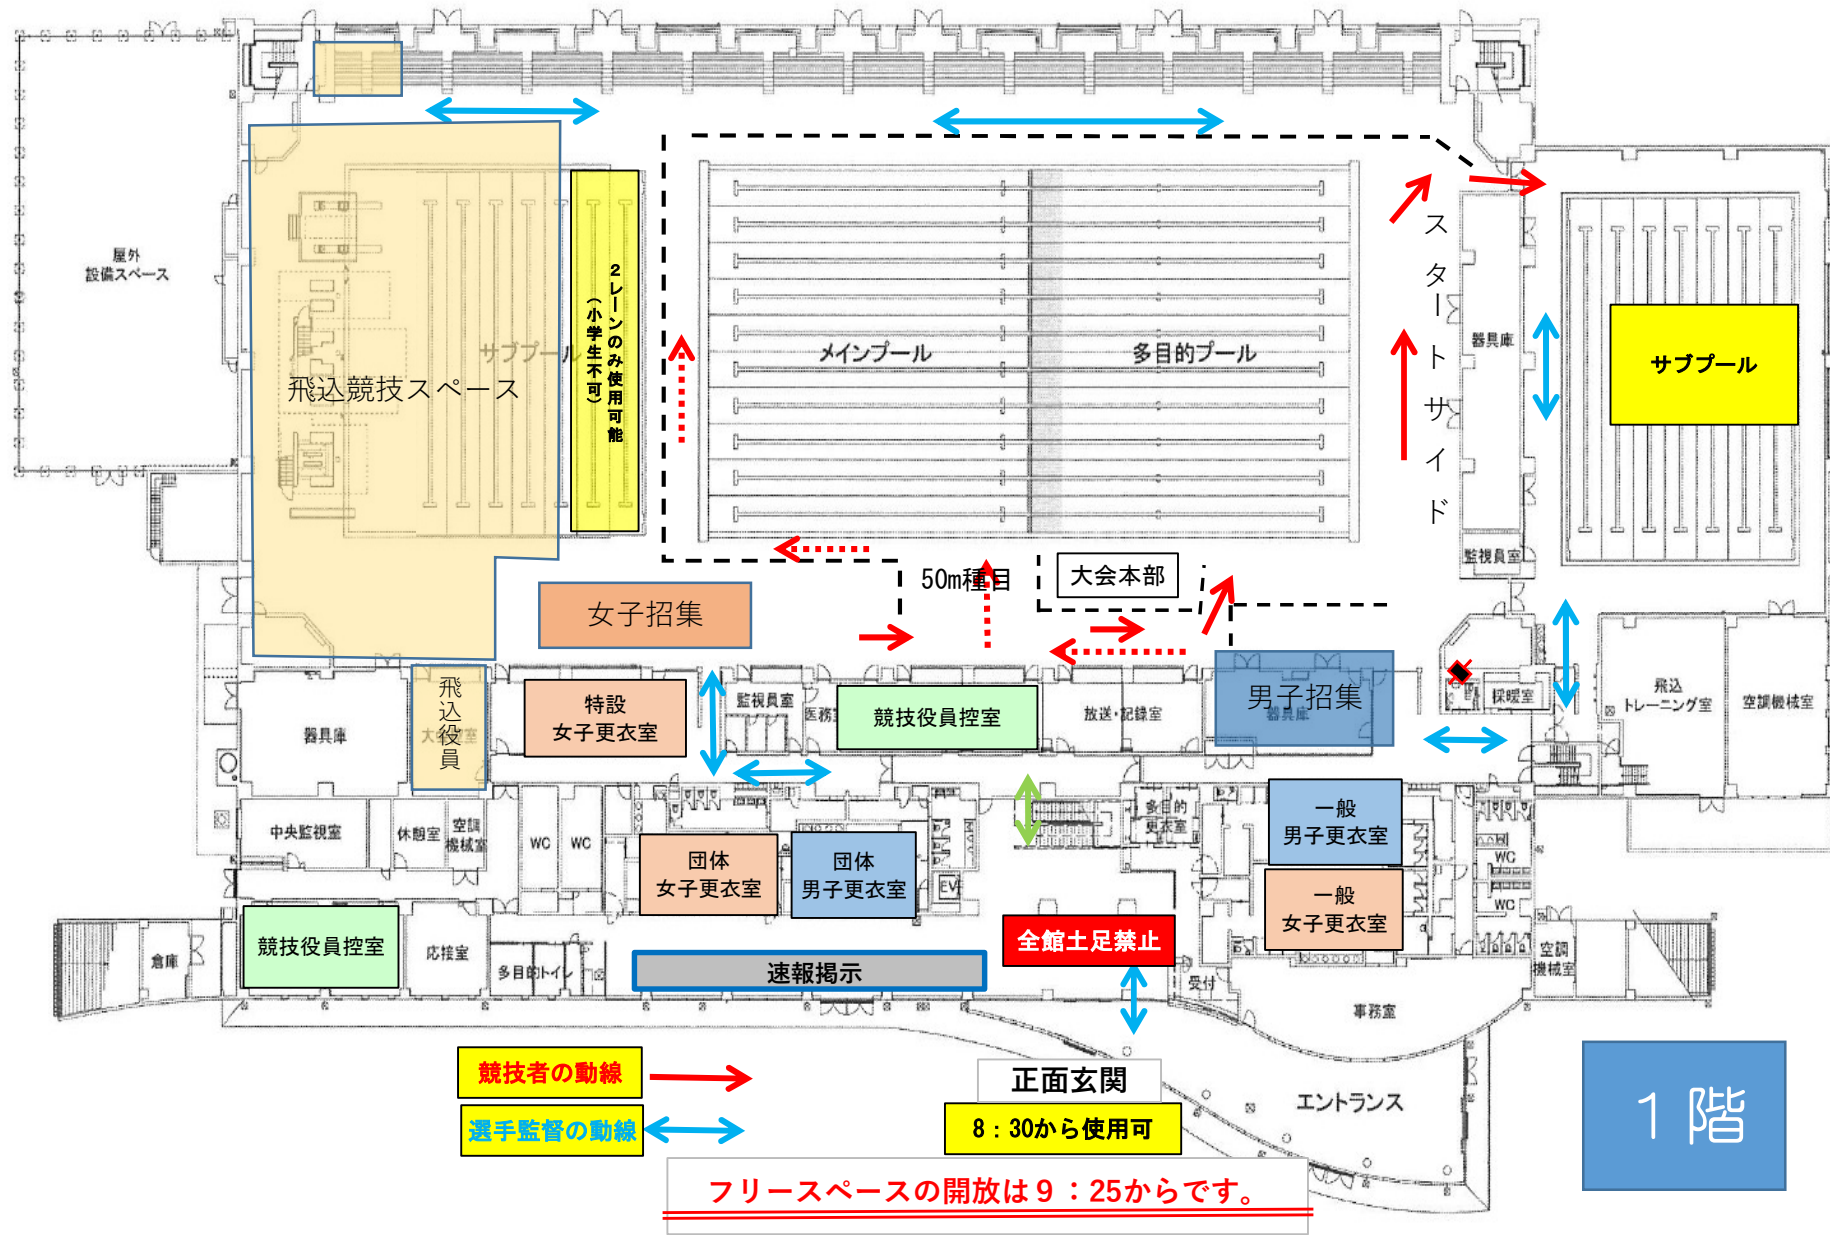 屋外
設備スペース
サブプール
飛込競技スペース
2レーンのみ使用可能
(小学生不可)
メインプール
多目的プール
スタートサイド
器具庫
サブプール
監視員室
50m種目
大会本部
女子招集
男子招集
器具庫
器具庫
飛込役員
特設
女子更衣室
監視員室
医務
競技役員控室
放送・記録室
採暖室
飛込
トレーニング室
空調機械室
中央監視室
休憩室
空調
機械室
WC
WC
団体
女子更衣室
団体
男子更衣室
EV
多目的
更衣室
一般
男子更衣室
一般
女子更衣室
WC
WC
倉庫
競技役員控室
応接室
多目的トイレ
速報掲示
全館土足禁止
受付
事務室
空調
機械室
競技者の動線
選手監督の動線
正面玄関
8:30から使用可
エントランス
フリースペースの開放は9:25からです。
1階